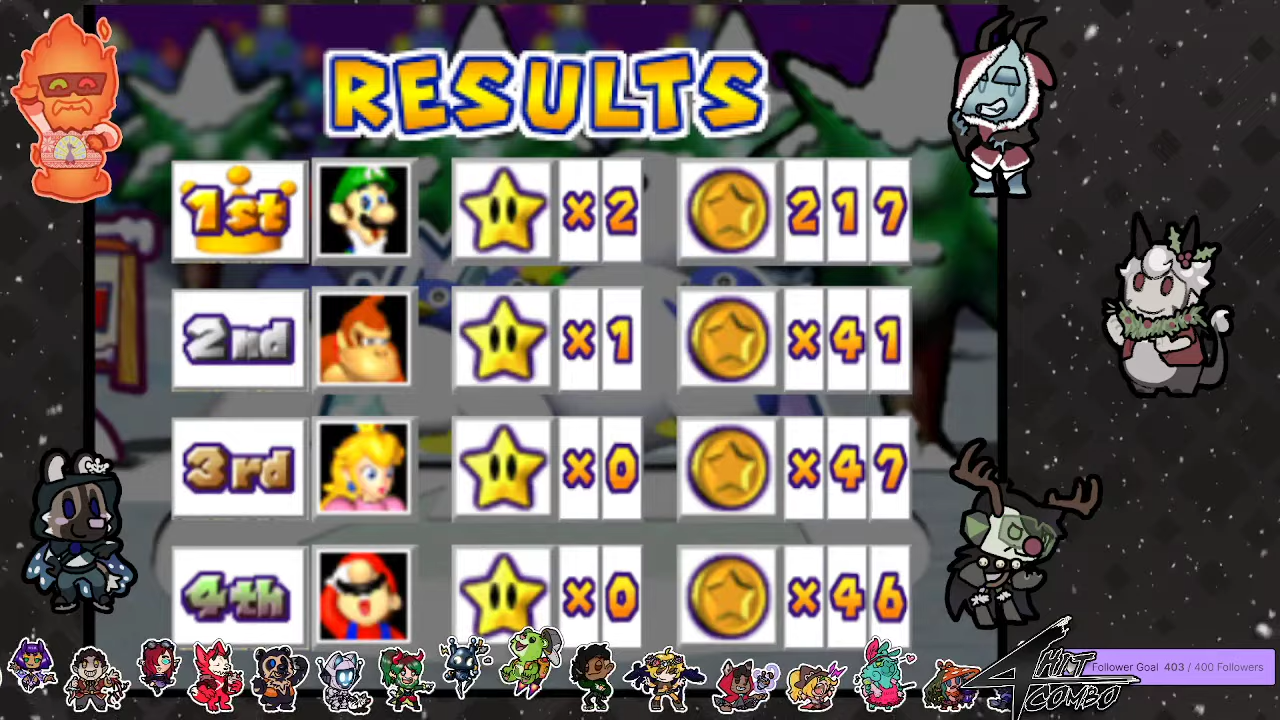 RESULTS
1st × 2 217
2nd × 1 × 41
3rd × 0 × 47
4th × 0 × 46
4 HIT
COMBO
Follower Goal 403 / 400 Followers